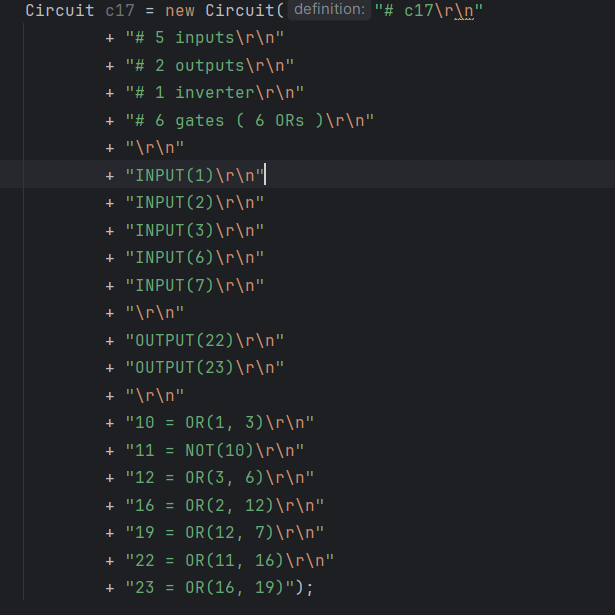 Circuit c17 = new Circuit( definition: "# c17\r\n"
+ "# 5 inputs\r\n"
+ "# 2 outputs\r\n"
+ "# 1 inverter\r\n"
+ "# 6 gates ( 6 ORs )\r\n"
+ "\r\n"
+ "INPUT(1)\r\n"
+ "INPUT(2)\r\n"
+ "INPUT(3)\r\n"
+ "INPUT(6)\r\n"
+ "INPUT(7)\r\n"
+ "\r\n"
+ "OUTPUT(22)\r\n"
+ "OUTPUT(23)\r\n"
+ "\r\n"
+ "10 = OR(1, 3)\r\n"
+ "11 = NOT(10)\r\n"
+ "12 = OR(3, 6)\r\n"
+ "16 = OR(2, 12)\r\n"
+ "19 = OR(12, 7)\r\n"
+ "22 = OR(11, 16)\r\n"
+ "23 = OR(16, 19)");